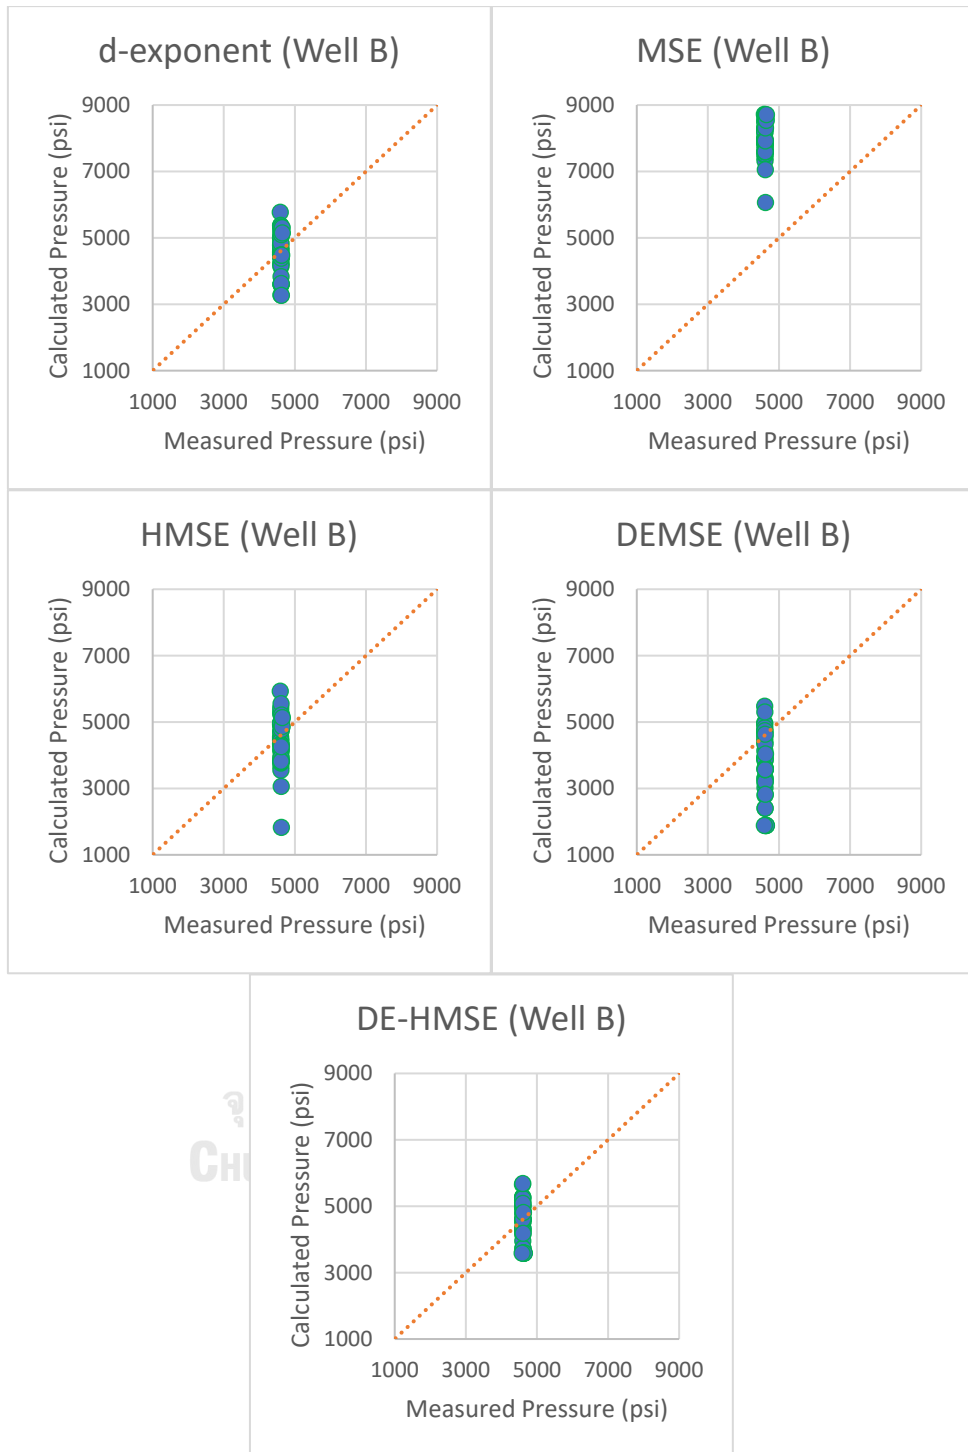 d-exponent (Well B)
Calculated Pressure (psi)
9000
7000
5000
3000
1000
1000 3000 5000 7000 9000
Measured Pressure (psi)
MSE (Well B)
Calculated Pressure (psi)
9000
7000
5000
3000
1000
1000 3000 5000 7000 9000
Measured Pressure (psi)
HMSE (Well B)
Calculated Pressure (psi)
9000
7000
5000
3000
1000
1000 3000 5000 7000 9000
Measured Pressure (psi)
DEMSE (Well B)
Calculated Pressure (psi)
9000
7000
5000
3000
1000
1000 3000 5000 7000 9000
Measured Pressure (psi)
DE-HMSE (Well B)
Calculated Pressure (psi)
9000
7000
5000
3000
1000
1000 3000 5000 7000 9000
Measured Pressure (psi)
จุ
CHU